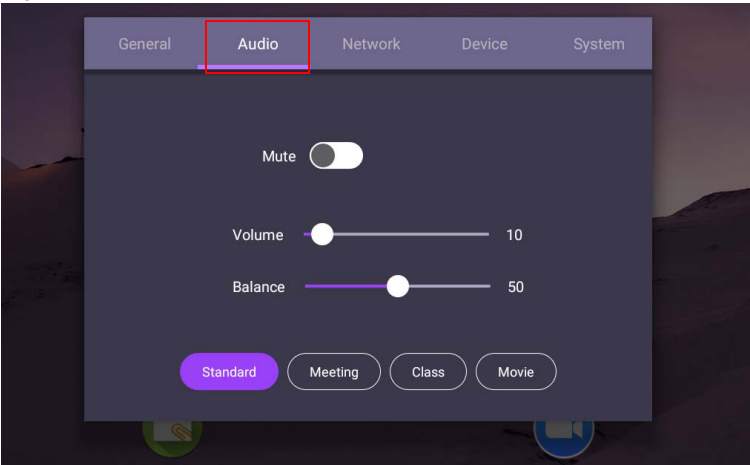 General Audio Network Device System
Mute
Volume 10
Balance 50
Standard Meeting Class Movie